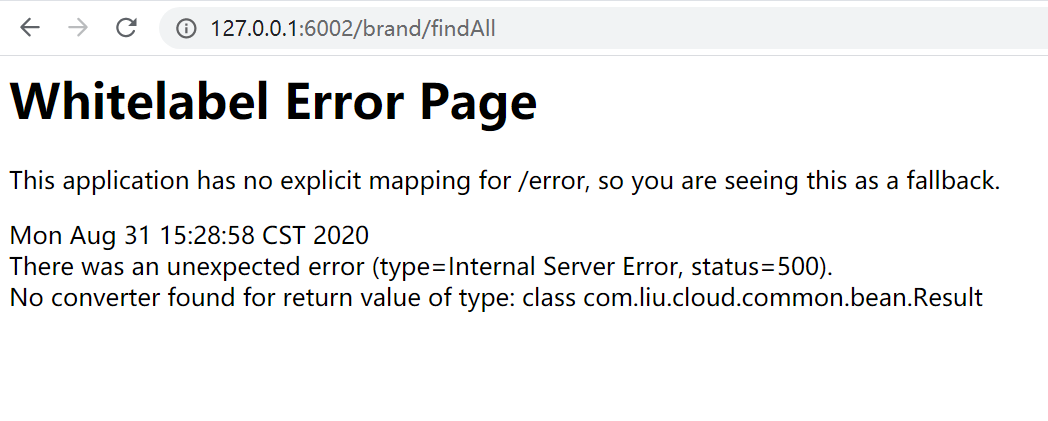 127.0.0.1:6002/brand/findAll
Whitelabel Error Page
This application has no explicit mapping for /error, so you are seeing this as a fallback.
Mon Aug 31 15:28:58 CST 2020
There was an unexpected error (type=Internal Server Error, status=500).
No converter found for return value of type: class com.liu.cloud.common.bean.Result